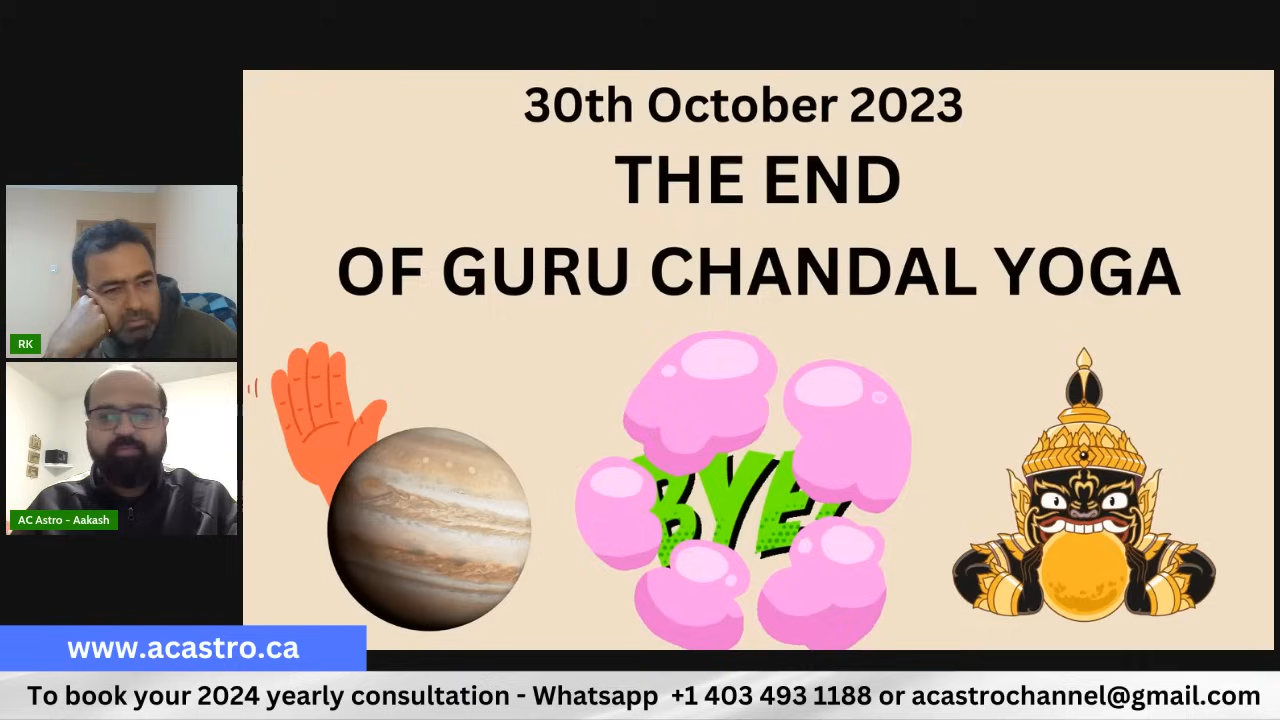 30th October 2023
THE END
OF GURU CHANDAL YOGA
BYE!
RK
AC Astro - Aakash
www.acastro.ca
To book your 2024 yearly consultation - Whatsapp +1 403 493 1188 or acastrochannel@gmail.com